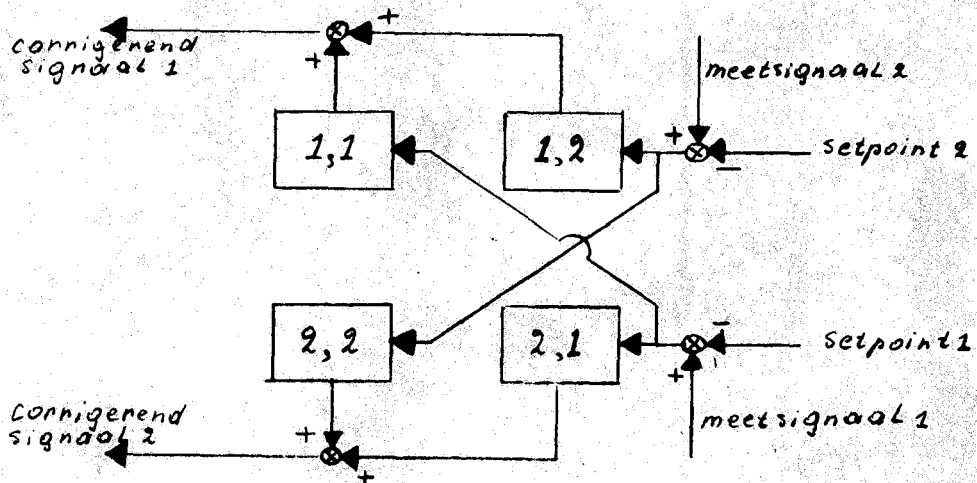 corrigerend
signaal 1
+
+
1,1
1,2
meetsignaal 2
+
setpoint 2
−
2,2
2,1
−
setpoint 1
+
meetsignaal 1
corrigerend
signaal 2
+
+